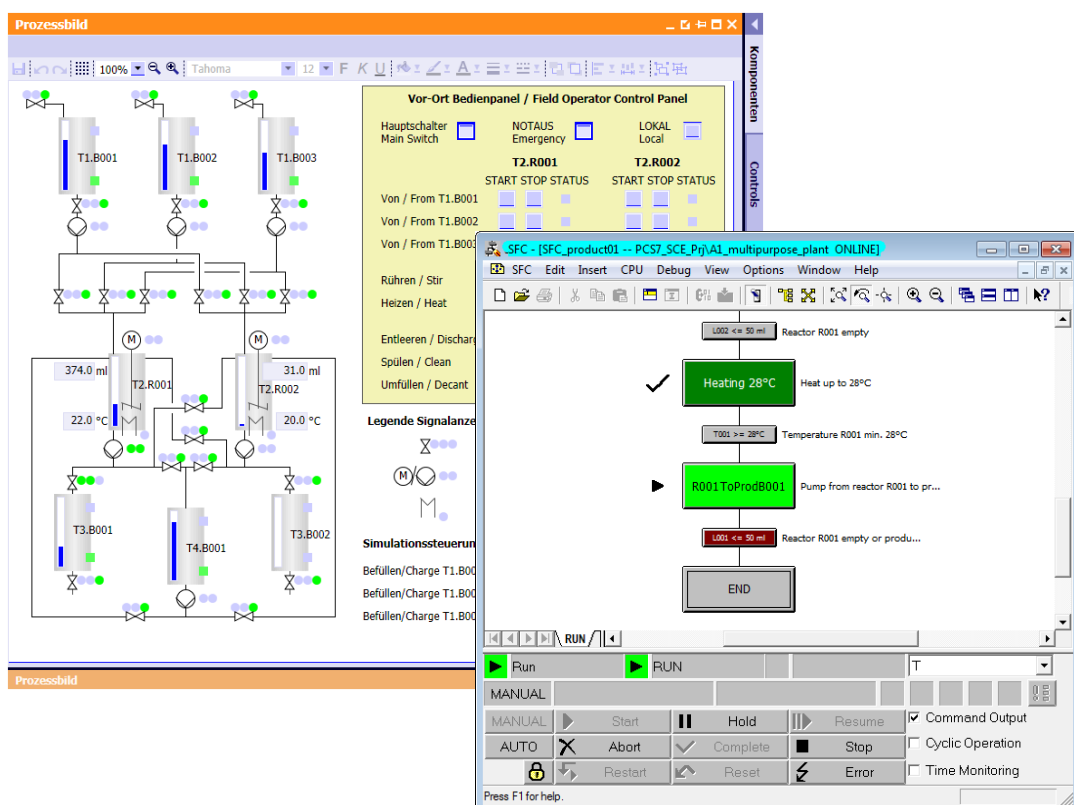 Prozessbild
100%
Tahoma
12
F K U A
Komponenten
Controls
T1.B001
T1.B002
T1.B003
M
M
374.0 ml
T2.R001
31.0 ml
T2.R002
22.0 °C
20.0 °C
T3.B001
T4.B001
T3.B002
Vor-Ort Bedienpanel / Field Operator Control Panel
Hauptschalter
Main Switch
NOTAUS
Emergency
LOKAL
Local
T2.R001
T2.R002
START STOP STATUS
START STOP STATUS
Von / From T1.B001
Von / From T1.B002
Von / From T1.B003
Rühren / Stir
Heizen / Heat
Entleeren / Dischar
Spülen / Clean
Umfüllen / Decant
Legende Signalanze
M
Simulationssteuerun
Befüllen/Charge T1.B00
Befüllen/Charge T1.B00
Befüllen/Charge T1.B00
Prozessbild
SFC - [SFC_product01 -- PCS7_SCE_Prj\A1_multipurpose_plant ONLINE]
SFC Edit Insert CPU Debug View Options Window Help
L002 <= 50 ml
Reactor R001 empty
Heating 28°C
Heat up to 28°C
T001 >= 28°C
Temperature R001 min. 28°C
R001ToProdB001
Pump from reactor R001 to pr...
L001 <= 50 ml
Reactor R001 empty or produ...
END
RUN
Run
RUN
T
MANUAL
MANUAL
Start
Hold
Resume
Command Output
AUTO
Abort
Complete
Stop
Cyclic Operation
Restart
Reset
Error
Time Monitoring
Press F1 for help.